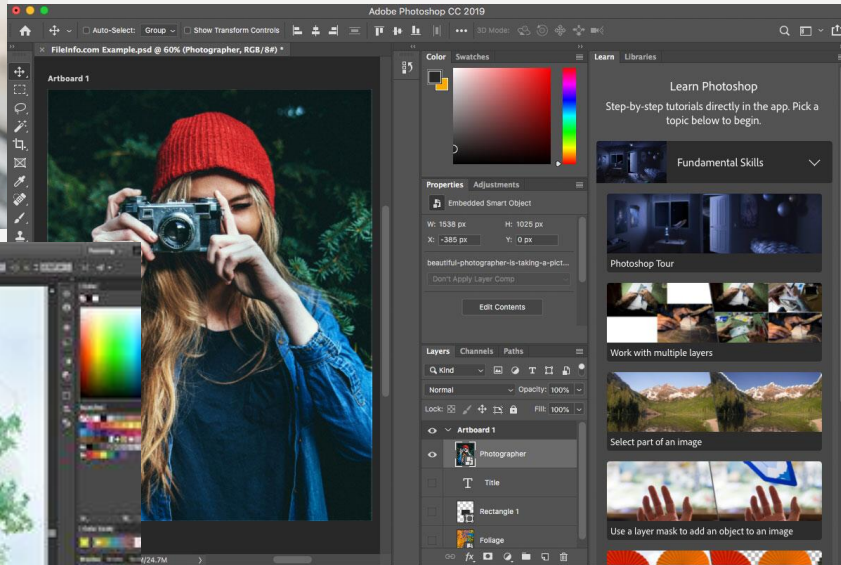 Adobe Photoshop CC 2019
Auto-Select: Group Show Transform Controls 3D Mode:
FileInfo.com Example.psd @ 60% (Photographer, RGB/8#) *
Artboard 1
Color Swatches
Properties Adjustments
Embedded Smart Object
W: 1538 px H: 1025 px
X: -385 px Y: 0 px
beautiful-photographer-is-taking-a-pict...
Don't Apply Layer Comp
Edit Contents
Layers Channels Paths
Kind
Normal Opacity: 100%
Lock: Fill: 100%
Artboard 1
Photographer
T Title
Rectangle 1
Foliage
fx
/24.7M
Learn Libraries
Learn Photoshop
Step-by-step tutorials directly in the app. Pick a
topic below to begin.
Fundamental Skills
Photoshop Tour
Work with multiple layers
Select part of an image
Use a layer mask to add an object to an image